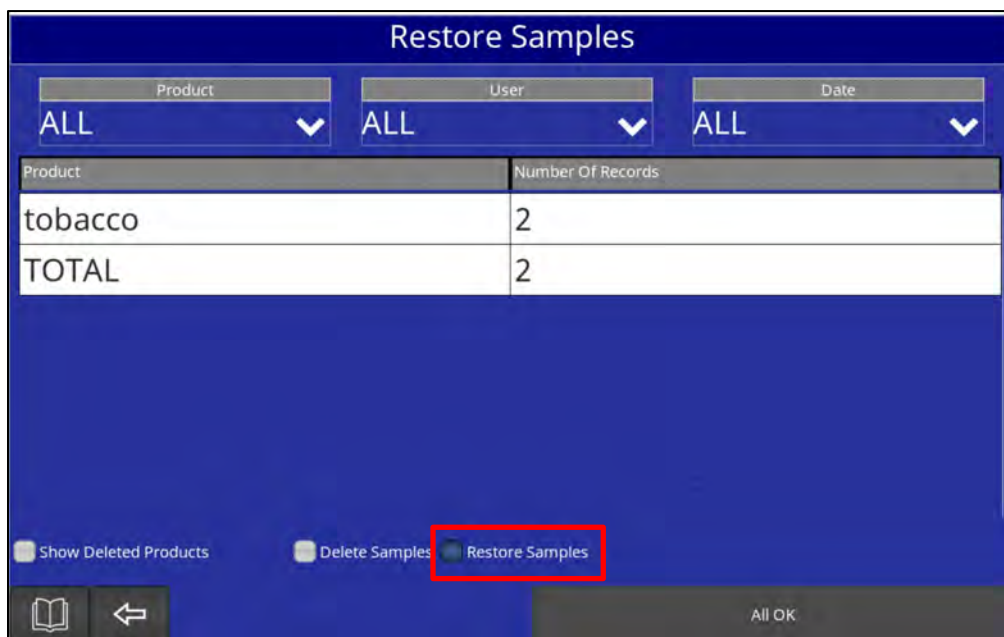 Restore Samples
Product User Date
ALL ALL ALL
Product Number Of Records
tobacco 2
TOTAL 2
Show Deleted Products Delete Samples Restore Samples
All OK